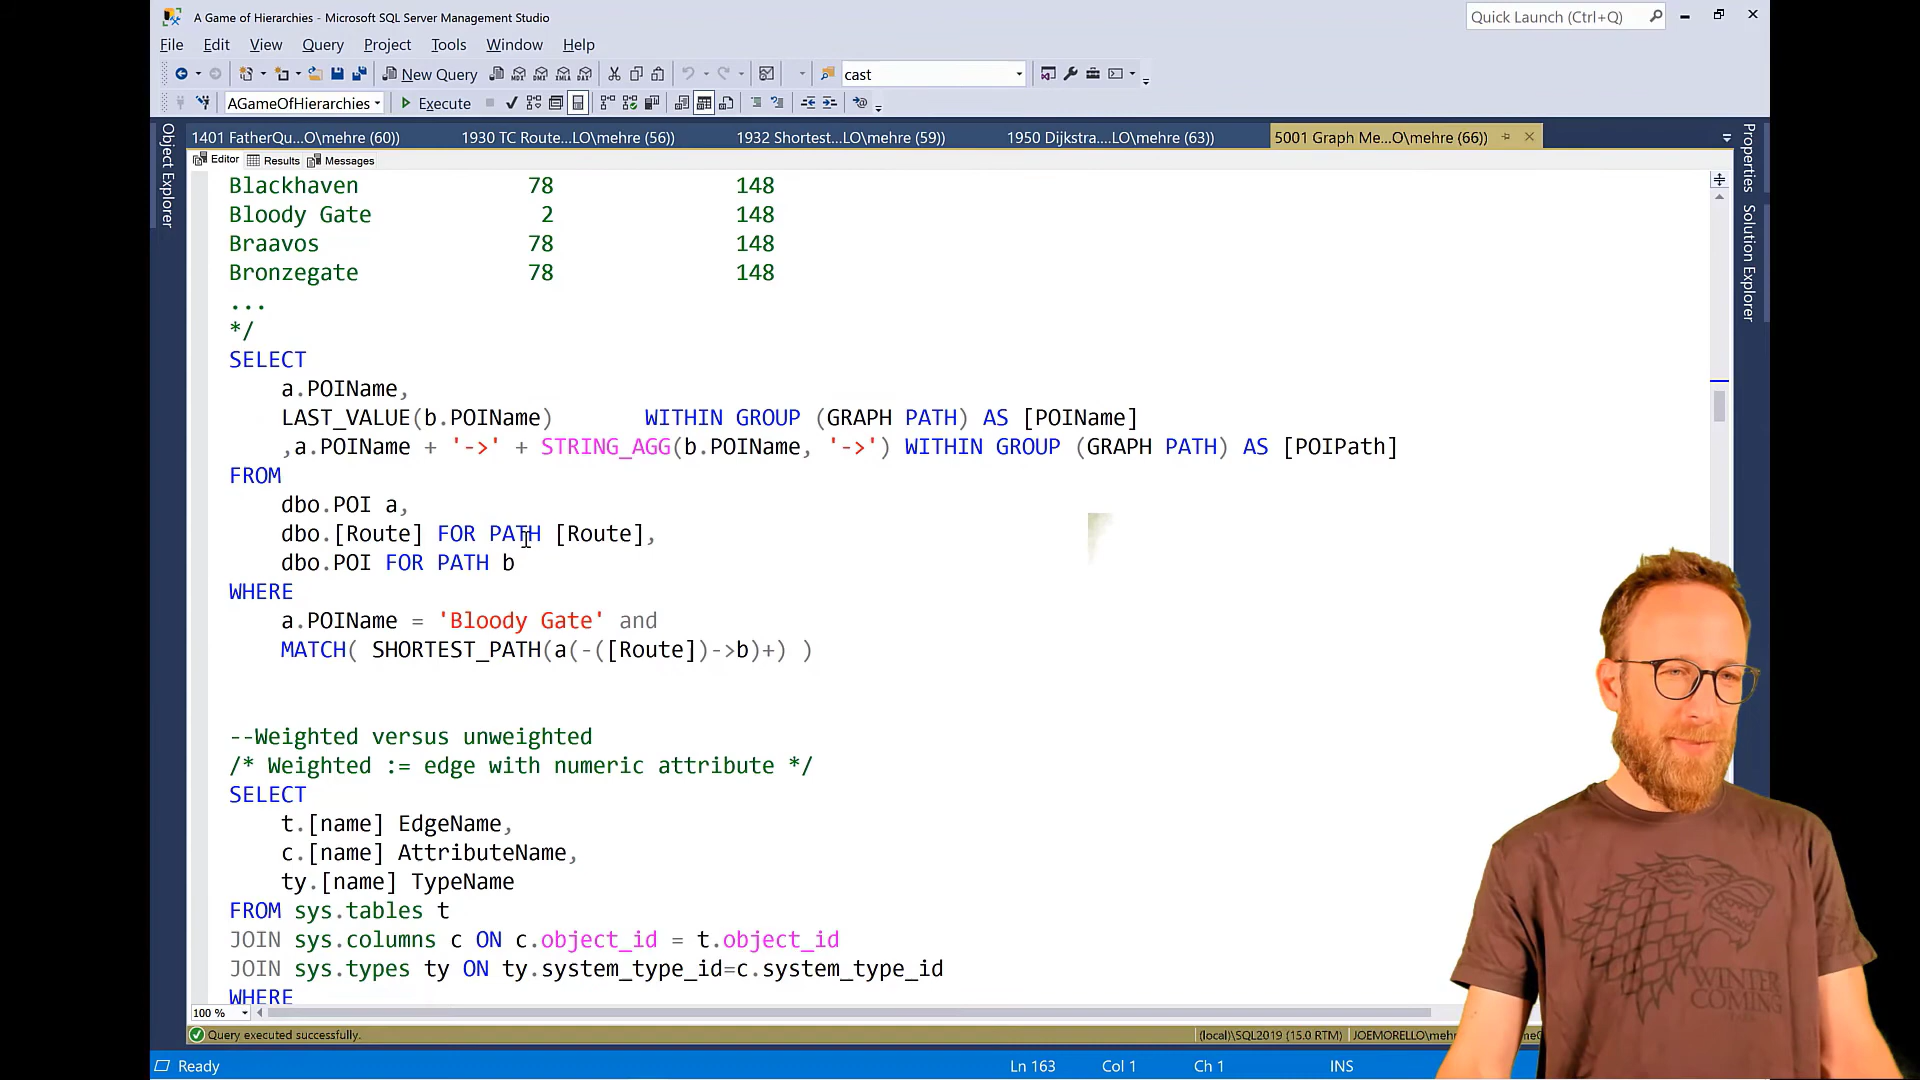 A Game of Hierarchies - Microsoft SQL Server Management Studio
Quick Launch (Ctrl+Q)
File Edit View Query Project Tools Window Help
New Query
cast
AGameOfHierarchies
Execute
1401 FatherQu...O\mehre (60))
1930 TC Route...LO\mehre (56))
1932 Shortest...LO\mehre (59))
1950 Dijkstra....LO\mehre (63))
5001 Graph Me...O\mehre (66))
Editor Results Messages
Object Explorer
Properties
Solution Explorer
Blackhaven 78 148
Bloody Gate 2 148
Braavos 78 148
Bronzegate 78 148
...
*/
SELECT
a.POIName,
LAST_VALUE(b.POIName) WITHIN GROUP (GRAPH PATH) AS [POIName]
,a.POIName + '->' + STRING_AGG(b.POIName, '->') WITHIN GROUP (GRAPH PATH) AS [POIPath]
FROM
dbo.POI a,
dbo.[Route] FOR PATH [Route],
dbo.POI FOR PATH b
WHERE
a.POIName = 'Bloody Gate' and
MATCH( SHORTEST_PATH(a(-([Route])->b)+) )
--Weighted versus unweighted
/* Weighted := edge with numeric attribute */
SELECT
t.[name] EdgeName,
c.[name] AttributeName,
ty.[name] TypeName
FROM sys.tables t
JOIN sys.columns c ON c.object_id = t.object_id
JOIN sys.types ty ON ty.system_type_id=c.system_type_id
WHERE
WINTER
COMING
100 %
Query executed successfully.
(local)\SQL2019 (15.0 RTM)
JOEMORELLO\mehr
Ready
Ln 163
Col 1
Ch 1
INS